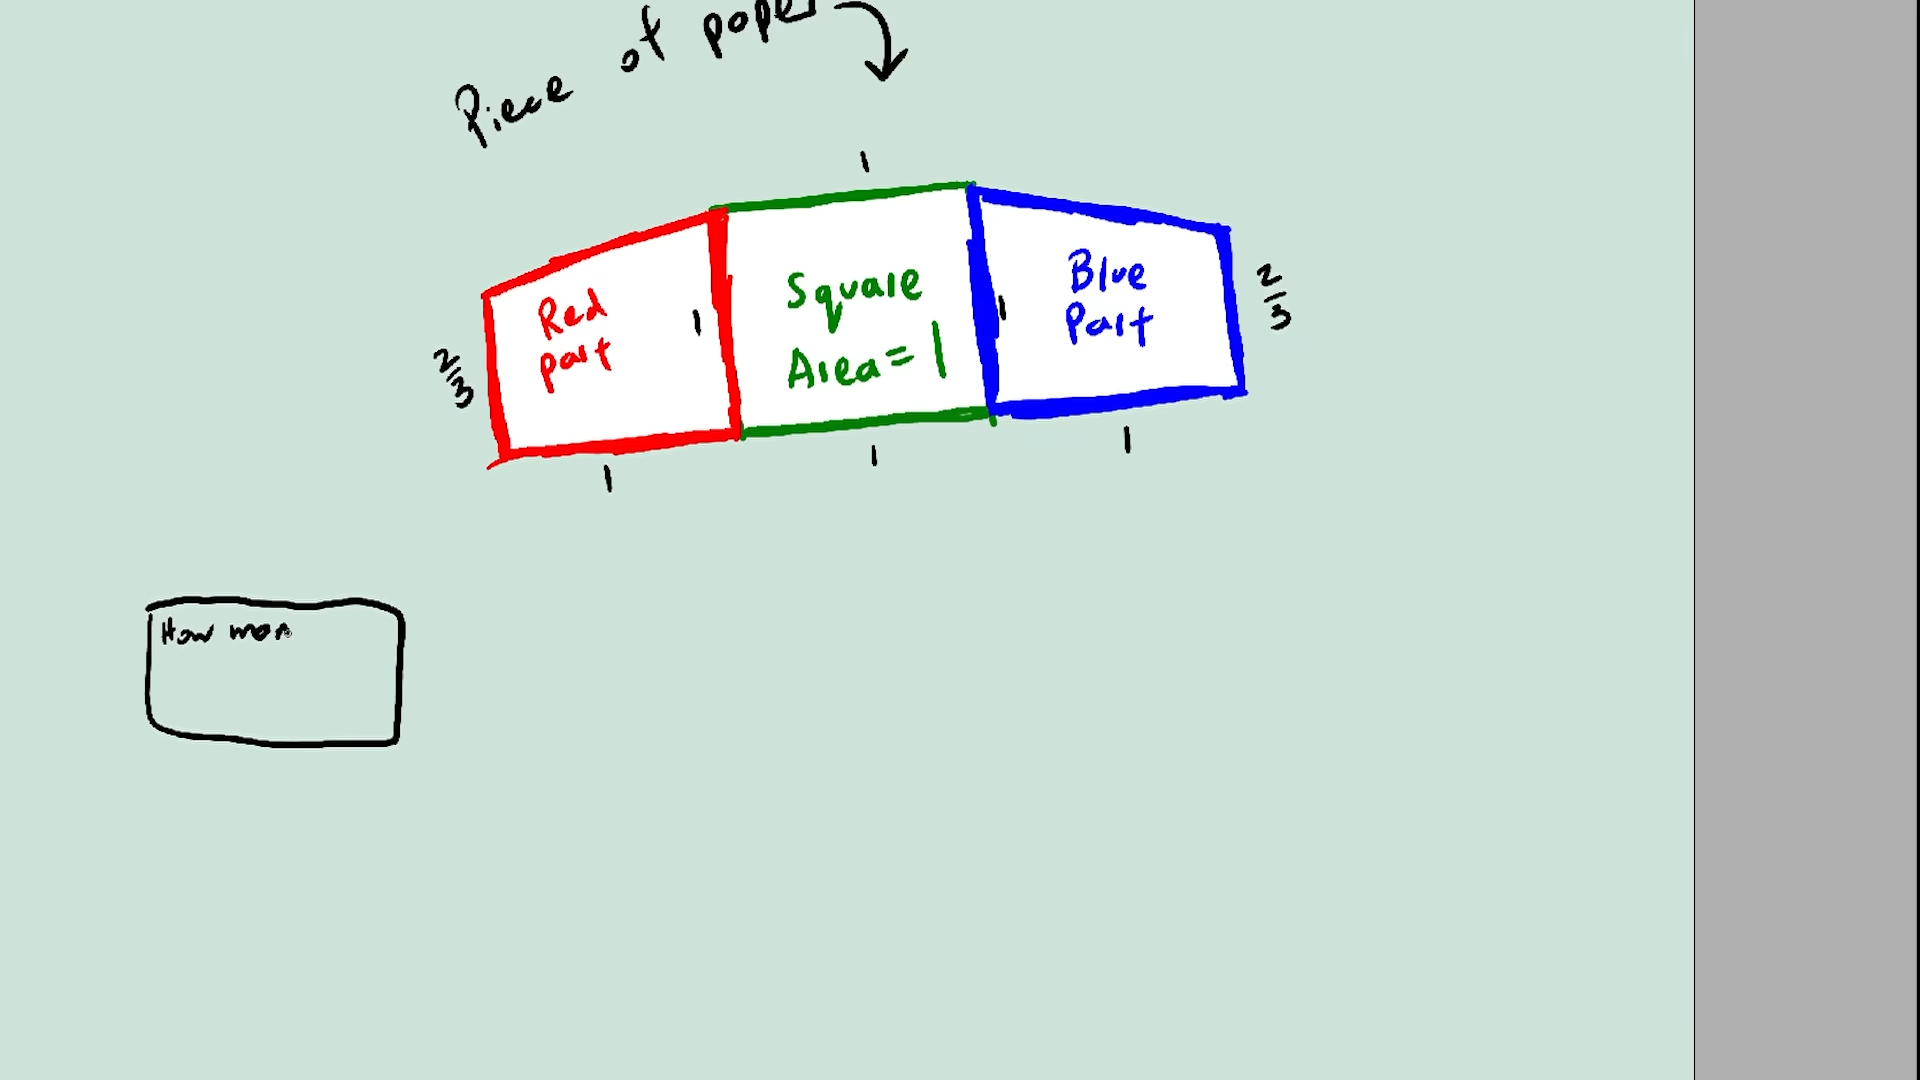 Piece of paper
1
Red
part
1
2/3
1
Square
Area = 1
1
1
Blue
Part
2/3
1
How man